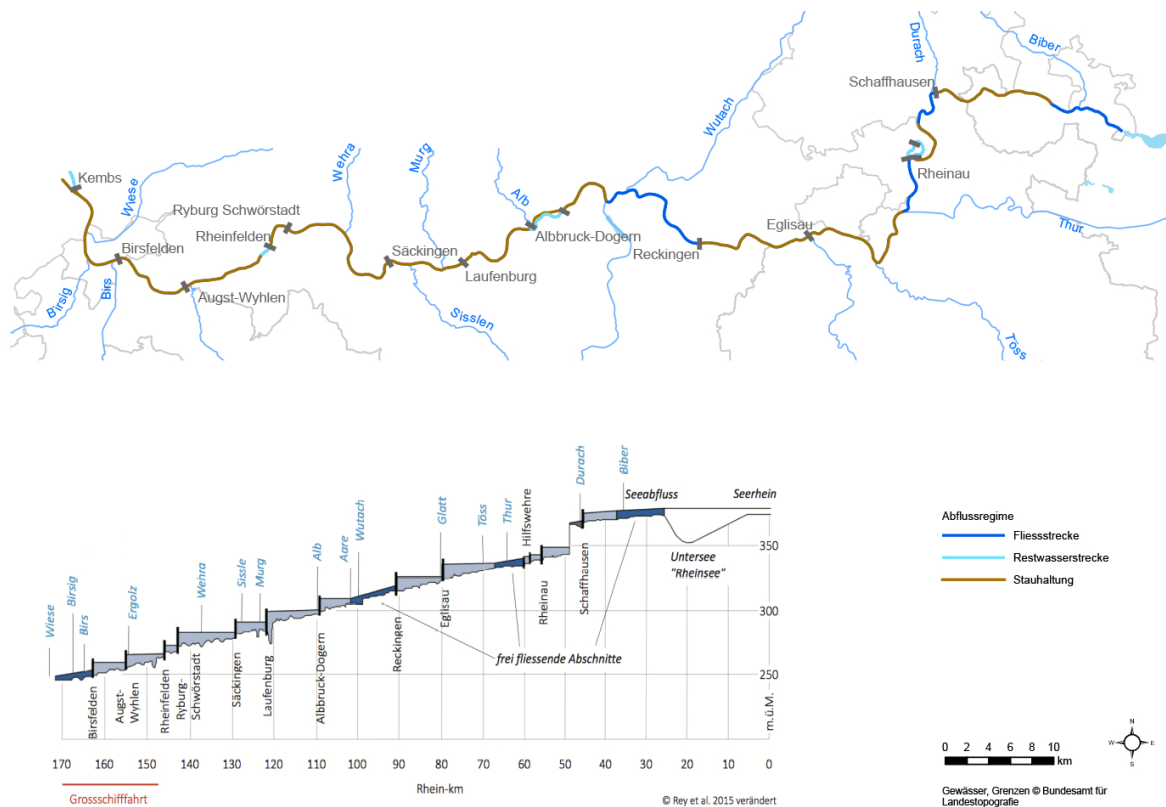 Biber
Durach
Schaffhausen
Wutach
Wehra
Murg
Rheinau
Kembs
Wiese
Alb
Ryburg Schwörstadt
Thur
Eglisau
Rheinfelden
Albbruck-Dogern
Birsfelden
Säckingen
Reckingen
Laufenburg
Birs
Birsig
Augst-Wyhlen
Sisslen
Töss
Wiese
Birsig
Birs
Ergolz
Wehra
Sissle
Murg
Alb
Aare
Wutach
Glatt
Töss
Thur
Hilfswehre
Durach
Biber
Seeabfluss
Seerhein
Untersee
"Rheinsee"
frei fliessende Abschnitte
Birsfelden
Augst-
Wyhlen
Rheinfelden
Ryburg-
Schwörstadt
Säckingen
Laufenburg
Albbruck-Dogern
Reckingen
Eglisau
Rheinau
Schaffhausen
350
300
250
m.ü.M.
170 160 150 140 130 120 110 100 90 80 70 60 50 40 30 20 10 0
Rhein-km
Grossschifffahrt
© Rey et al. 2015 verändert
Abflussregime
Fliessstrecke
Restwasserstrecke
Stauhaltung
N
W E
S
0 2 4 6 8 10
km
Gewässer, Grenzen © Bundesamt für
Landestopografie